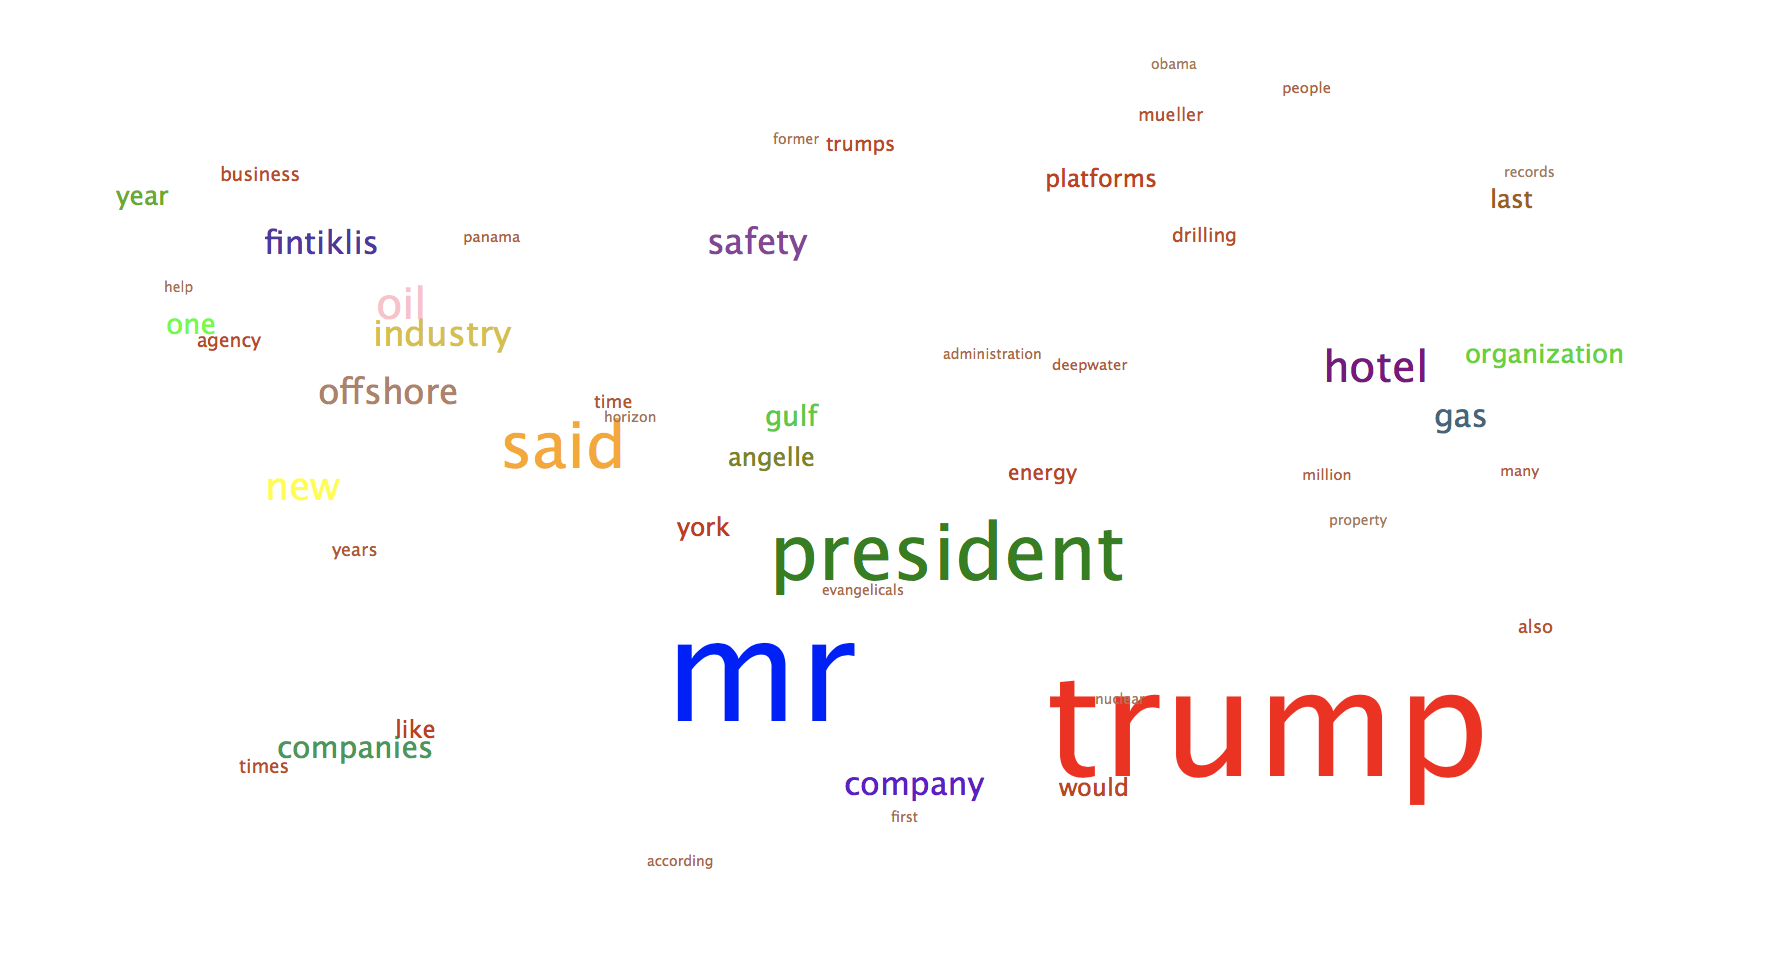 obama
people
mueller
former trumps
business
records
platforms
year
last
fintiklis
panama
safety
drilling
help
oil
one
industry
agency
administration
organization
deepwater
hotel
offshore
time
horizon
gulf
gas
said
angelle
energy
million
many
new
york
property
years
president
evangelicals
also
mr
trump
nuclear
like
companies
times
company
would
first
according